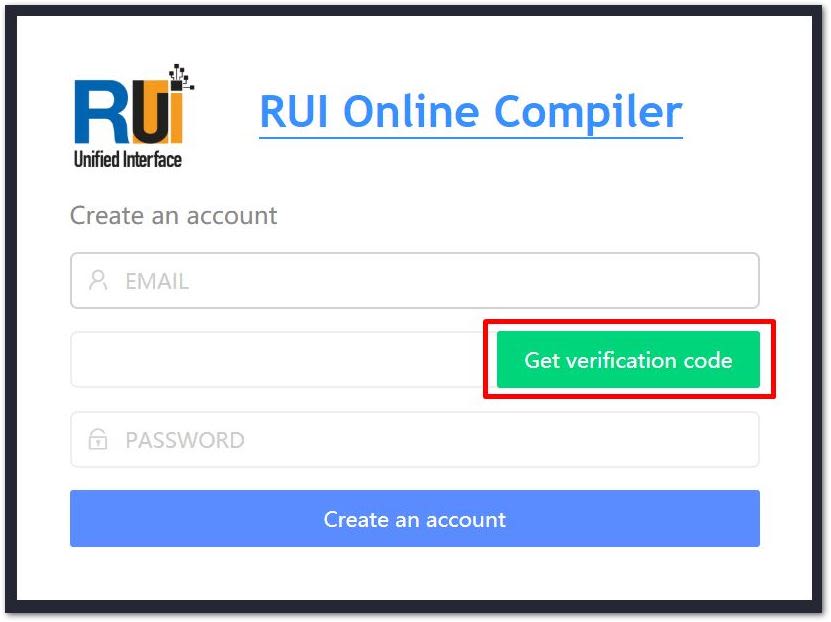 RUi
Unified Interface
RUI Online Compiler
Create an account
EMAIL
Get verification code
PASSWORD
Create an account